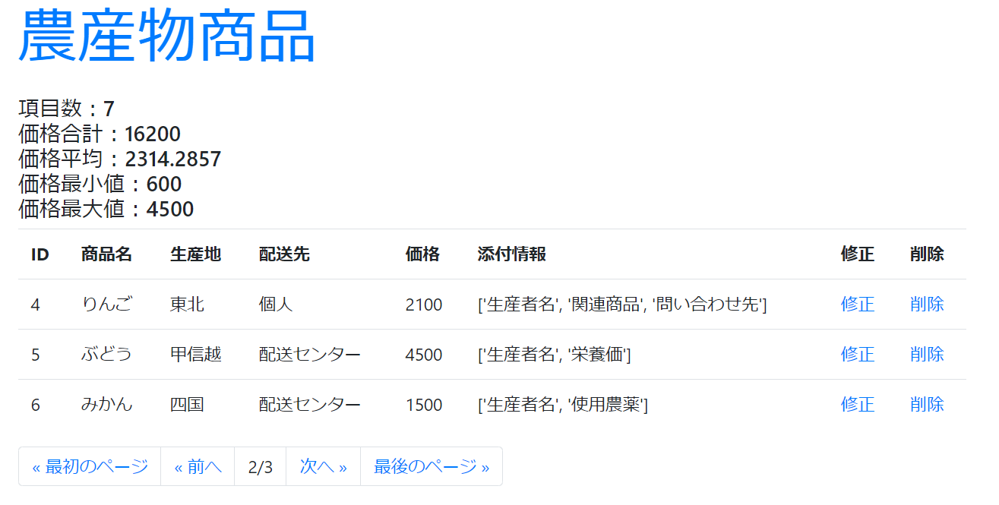 農産物商品
項目数：7
価格合計：16200
価格平均：2314.2857
価格最小値：600
価格最大値：4500
ID 商品名 生産地 配送先 価格 添付情報 修正 削除
4 りんご 東北 個人 2100 ['生産者名', '関連商品', '問い合わせ先'] 修正 削除
5 ぶどう 甲信越 配送センター 4500 ['生産者名', '栄養価'] 修正 削除
6 みかん 四国 配送センター 1500 ['生産者名', '使用農薬'] 修正 削除
« 最初のページ « 前へ 2/3 次へ » 最後のページ »